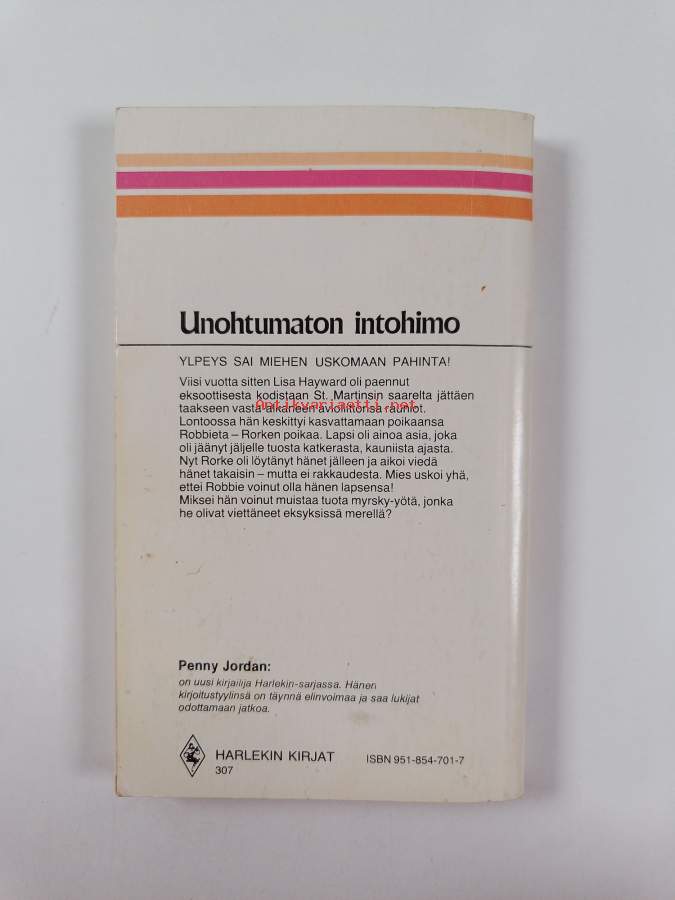 Unohtumaton intohimo
YLPEYS SAI MIEHEN USKOMAAN PAHINTA!
Viisi vuotta sitten Lisa Hayward oli paennut
eksoottisesta kodistaan St. Martinsin saarelta jättäen
Antikvariaatti.net
taakseen vasta alkaneen avioliittonsa rauniot.
Lontoossa hän keskittyi kasvattamaan poikaansa
Robbieta – Rorken poikaa. Lapsi oli ainoa asia, joka
oli jäänyt jäljelle tuosta katkerasta, kauniista ajasta.
Nyt Rorke oli löytänyt hänet jälleen ja aikoi viedä
hänet takaisin – mutta ei rakkaudesta. Mies uskoi yhä,
ettei Robbie voinut olla hänen lapsensa!
Miksei hän voinut muistaa tuota myrsky-yötä, jonka
he olivat viettäneet eksyksissä merellä?
Penny Jordan:
on uusi kirjailija Harlekin-sarjassa. Hänen
kirjoitustyylinsä on täynnä elinvoimaa ja saa lukijat
odottamaan jatkoa.
HARLEKIN KIRJAT
307
ISBN 951-854-701-7